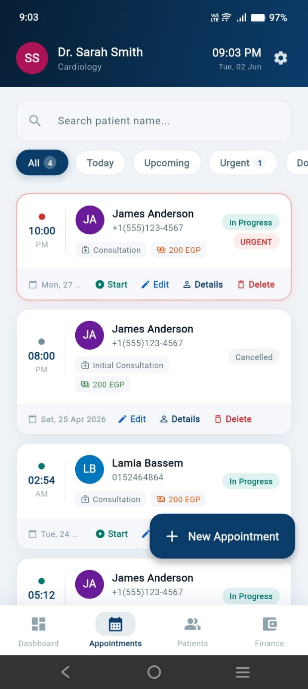 9:03
97%
SS
Dr. Sarah Smith
Cardiology
09:03 PM
Tue, 02 Jun
Search patient name...
All 4
Today
Upcoming
Urgent 1
Do
10:00
PM
JA
James Anderson
+1(555)123-4567
In Progress
URGENT
Consultation
200 EGP
Mon, 27 ...
Start
Edit
Details
Delete
08:00
PM
JA
James Anderson
+1(555)123-4567
Cancelled
Initial Consultation
200 EGP
Sat, 25 Apr 2026
Edit
Details
Delete
02:54
AM
LB
Lamia Bassem
0152464864
In Progress
Consultation
200 EGP
Tue, 24 ...
Start
New Appointment
05:12
JA
James Anderson
+1(555)123-4567
In Progress
Dashboard
Appointments
Patients
Finance